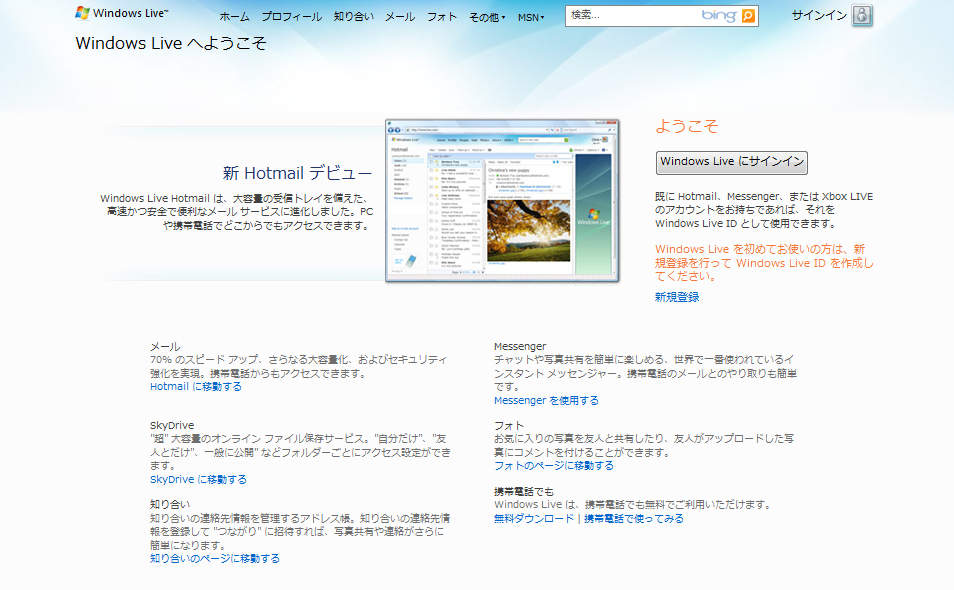 Windows Live™
ホーム プロフィール 知り合い メール フォト その他 MSN
検索... bing
サインイン
Windows Live へようこそ
新 Hotmail デビュー
Windows Live Hotmail は、大容量の受信トレイを備えた、
高速かつ安全で便利なメール サービスに進化しました。PC
や携帯電話でどこからでもアクセスできます。
Windows Live
ようこそ
Windows Live にサインイン
既に Hotmail、Messenger、または Xbox LIVE
のアカウントをお持ちであれば、それを
Windows Live ID として使用できます。
Windows Live を初めてお使いの方は、新
規登録を行って Windows Live ID を作成し
てください。
新規登録
メール
70% のスピード アップ、さらなる大容量化、およびセキュリティ
強化を実現。携帯電話からもアクセスできます。
Hotmail に移動する
SkyDrive
"超" 大容量のオンライン ファイル保存サービス。"自分だけ"、"友
人とだけ"、一般に公開" などフォルダーごとにアクセス設定ができ
ます。
SkyDrive に移動する
知り合い
知り合いの連絡先情報を管理するアドレス帳。知り合いの連絡先情
報を登録して "つながり" に招待すれば、写真共有や連絡がさらに
簡単になります。
知り合いのページに移動する
Messenger
チャットや写真共有を簡単に楽しめる、世界で一番使われているイ
ンスタント メッセンジャー。携帯電話のメールとのやり取りも簡単
です。
Messenger を使用する
フォト
お気に入りの写真を友人と共有したり、友人がアップロードした写
真にコメントを付けることができます。
フォトのページに移動する
携帯電話でも
Windows Live は、携帯電話でも無料でご利用いただけます。
無料ダウンロード | 携帯電話で使ってみる